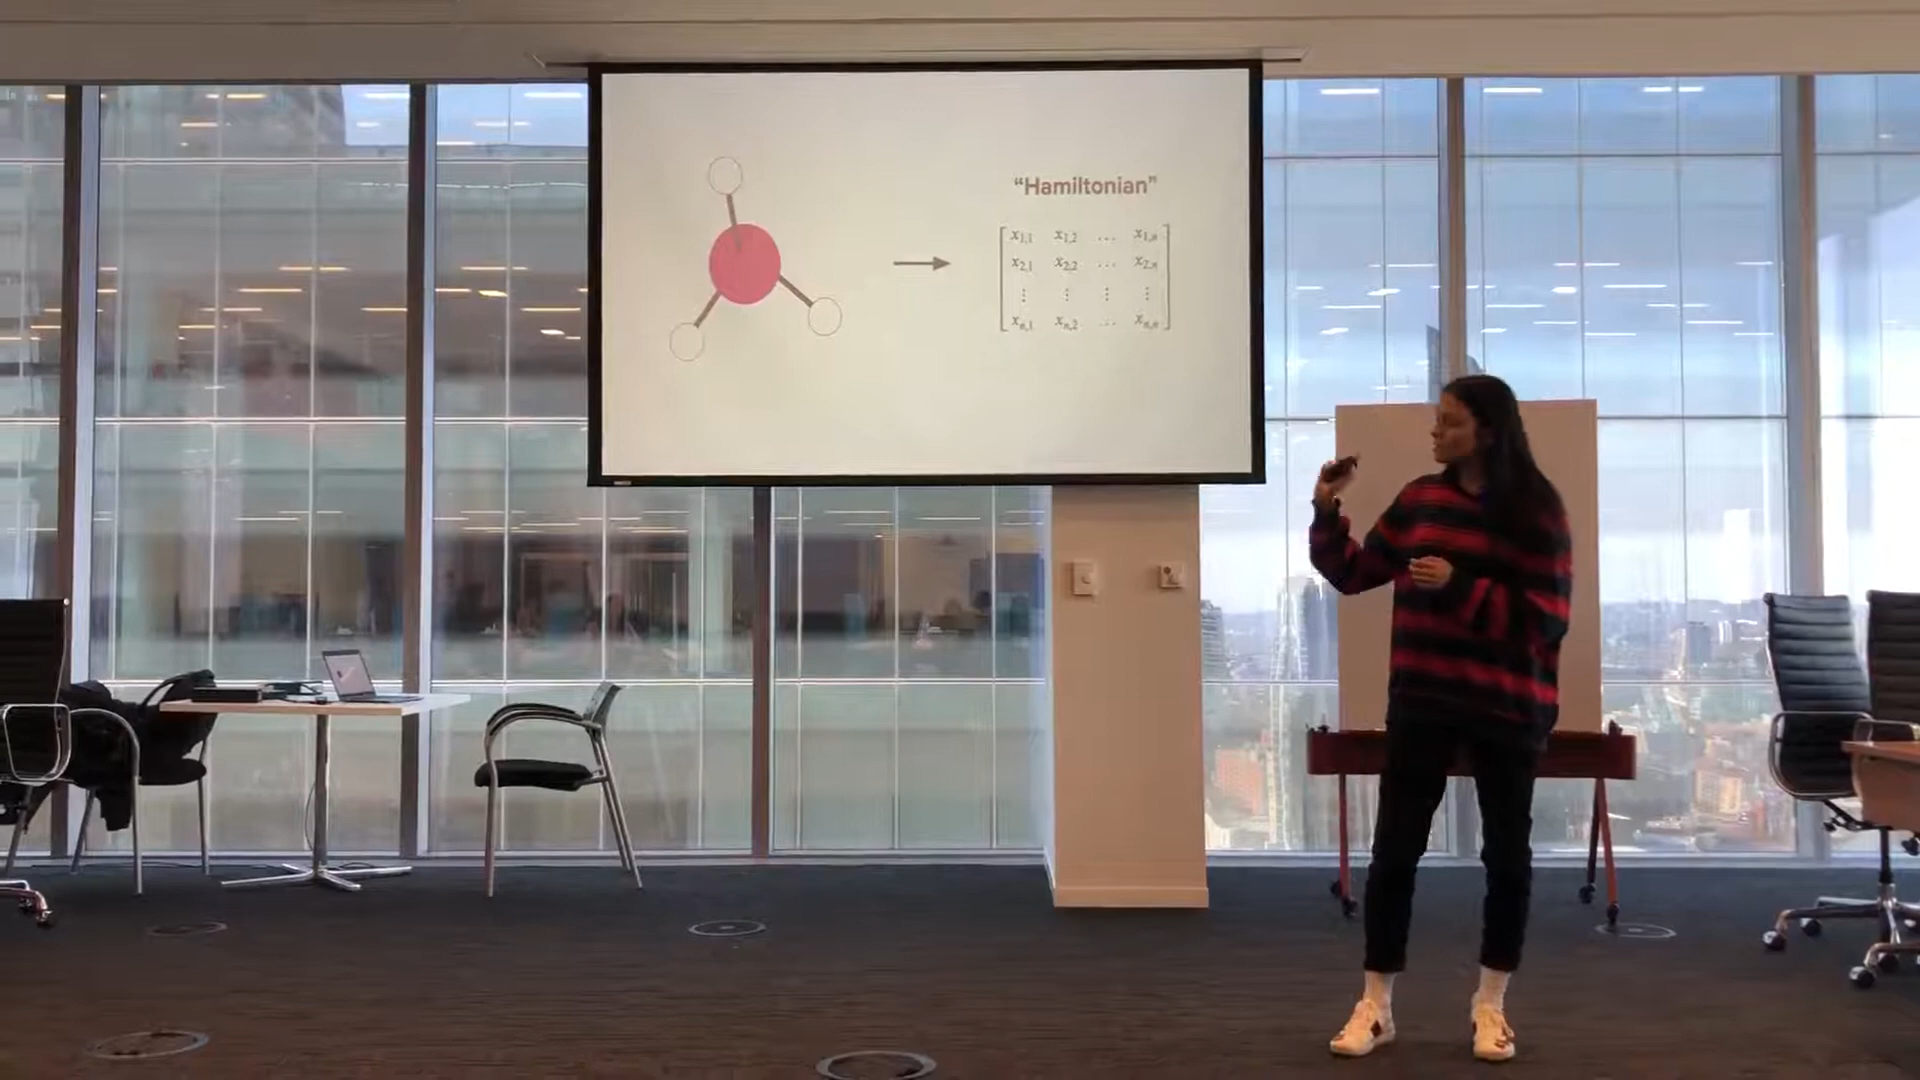 “Hamiltonian”
x1,1 x1,2 … x1,n
x2,1 x2,2 … x2,n
⋮ ⋮ ⋮ ⋮
xn,1 xn,2 … xn,n